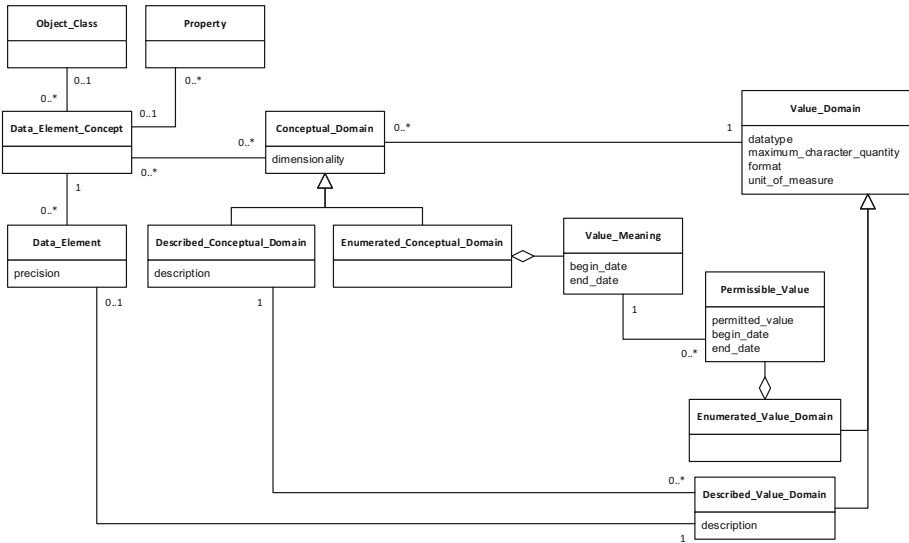 Object_Class
Property
0..1
0..*
0..*
0..1
Data_Element_Concept
Conceptual_Domain
dimensionality
0..*
1
Value_Domain
datatype
maximum_character_quantity
format
unit_of_measure
0..*
0..*
1
0..*
Data_Element
precision
Described_Conceptual_Domain
description
Enumerated_Conceptual_Domain
Value_Meaning
begin_date
end_date
Permissible_Value
permitted_value
begin_date
end_date
0..1
1
1
0..*
Enumerated_Value_Domain
0..*
Described_Value_Domain
description
1